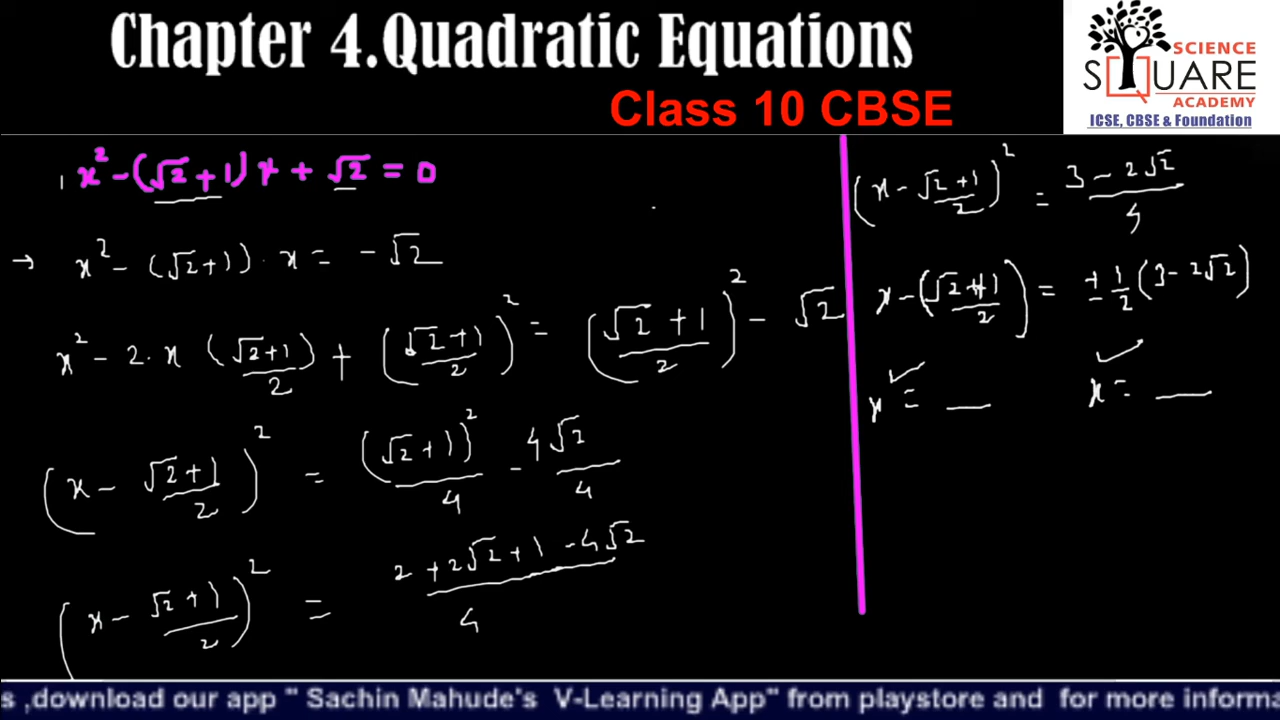 Chapter 4.Quadratic Equations
Class 10 CBSE
SCIENCE
SQUARE
ACADEMY
ICSE, CBSE & Foundation
x² - (√2 + 1) x + √2 = 0
→ x² - (√2+1) · x = - √2
x² - 2 · x ((√2+1)/2) + ((√2+1)/2)² = ((√2+1)/2)² - √2
(x - (√2+1)/2)² = (√2+1)²/4 - 4√2/4
(x - (√2+1)/2)² = (2 + 2√2 + 1 - 4√2)/4
(x - (√2+1)/2)² = (3 - 2√2)/4
x - ((√2+1)/2) = ± 1/2 (3 - 2√2)
✓ ✓
x = __ x = __
s ,download our app " Sachin Mahude's V-Learning App" from playstore and for more informa